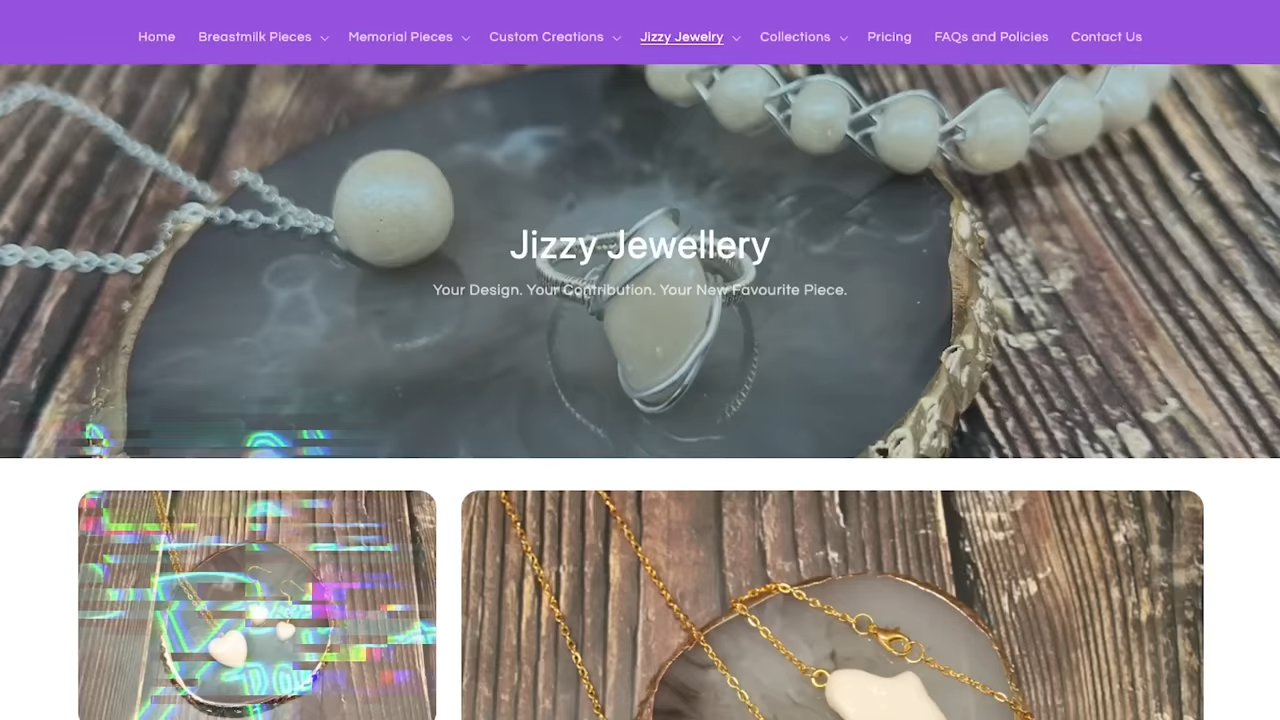 Home Breastmilk Pieces Memorial Pieces Custom Creations Jizzy Jewelry Collections Pricing FAQs and Policies Contact Us
Jizzy Jewellery
Your Design. Your Contribution. Your New Favourite Piece.